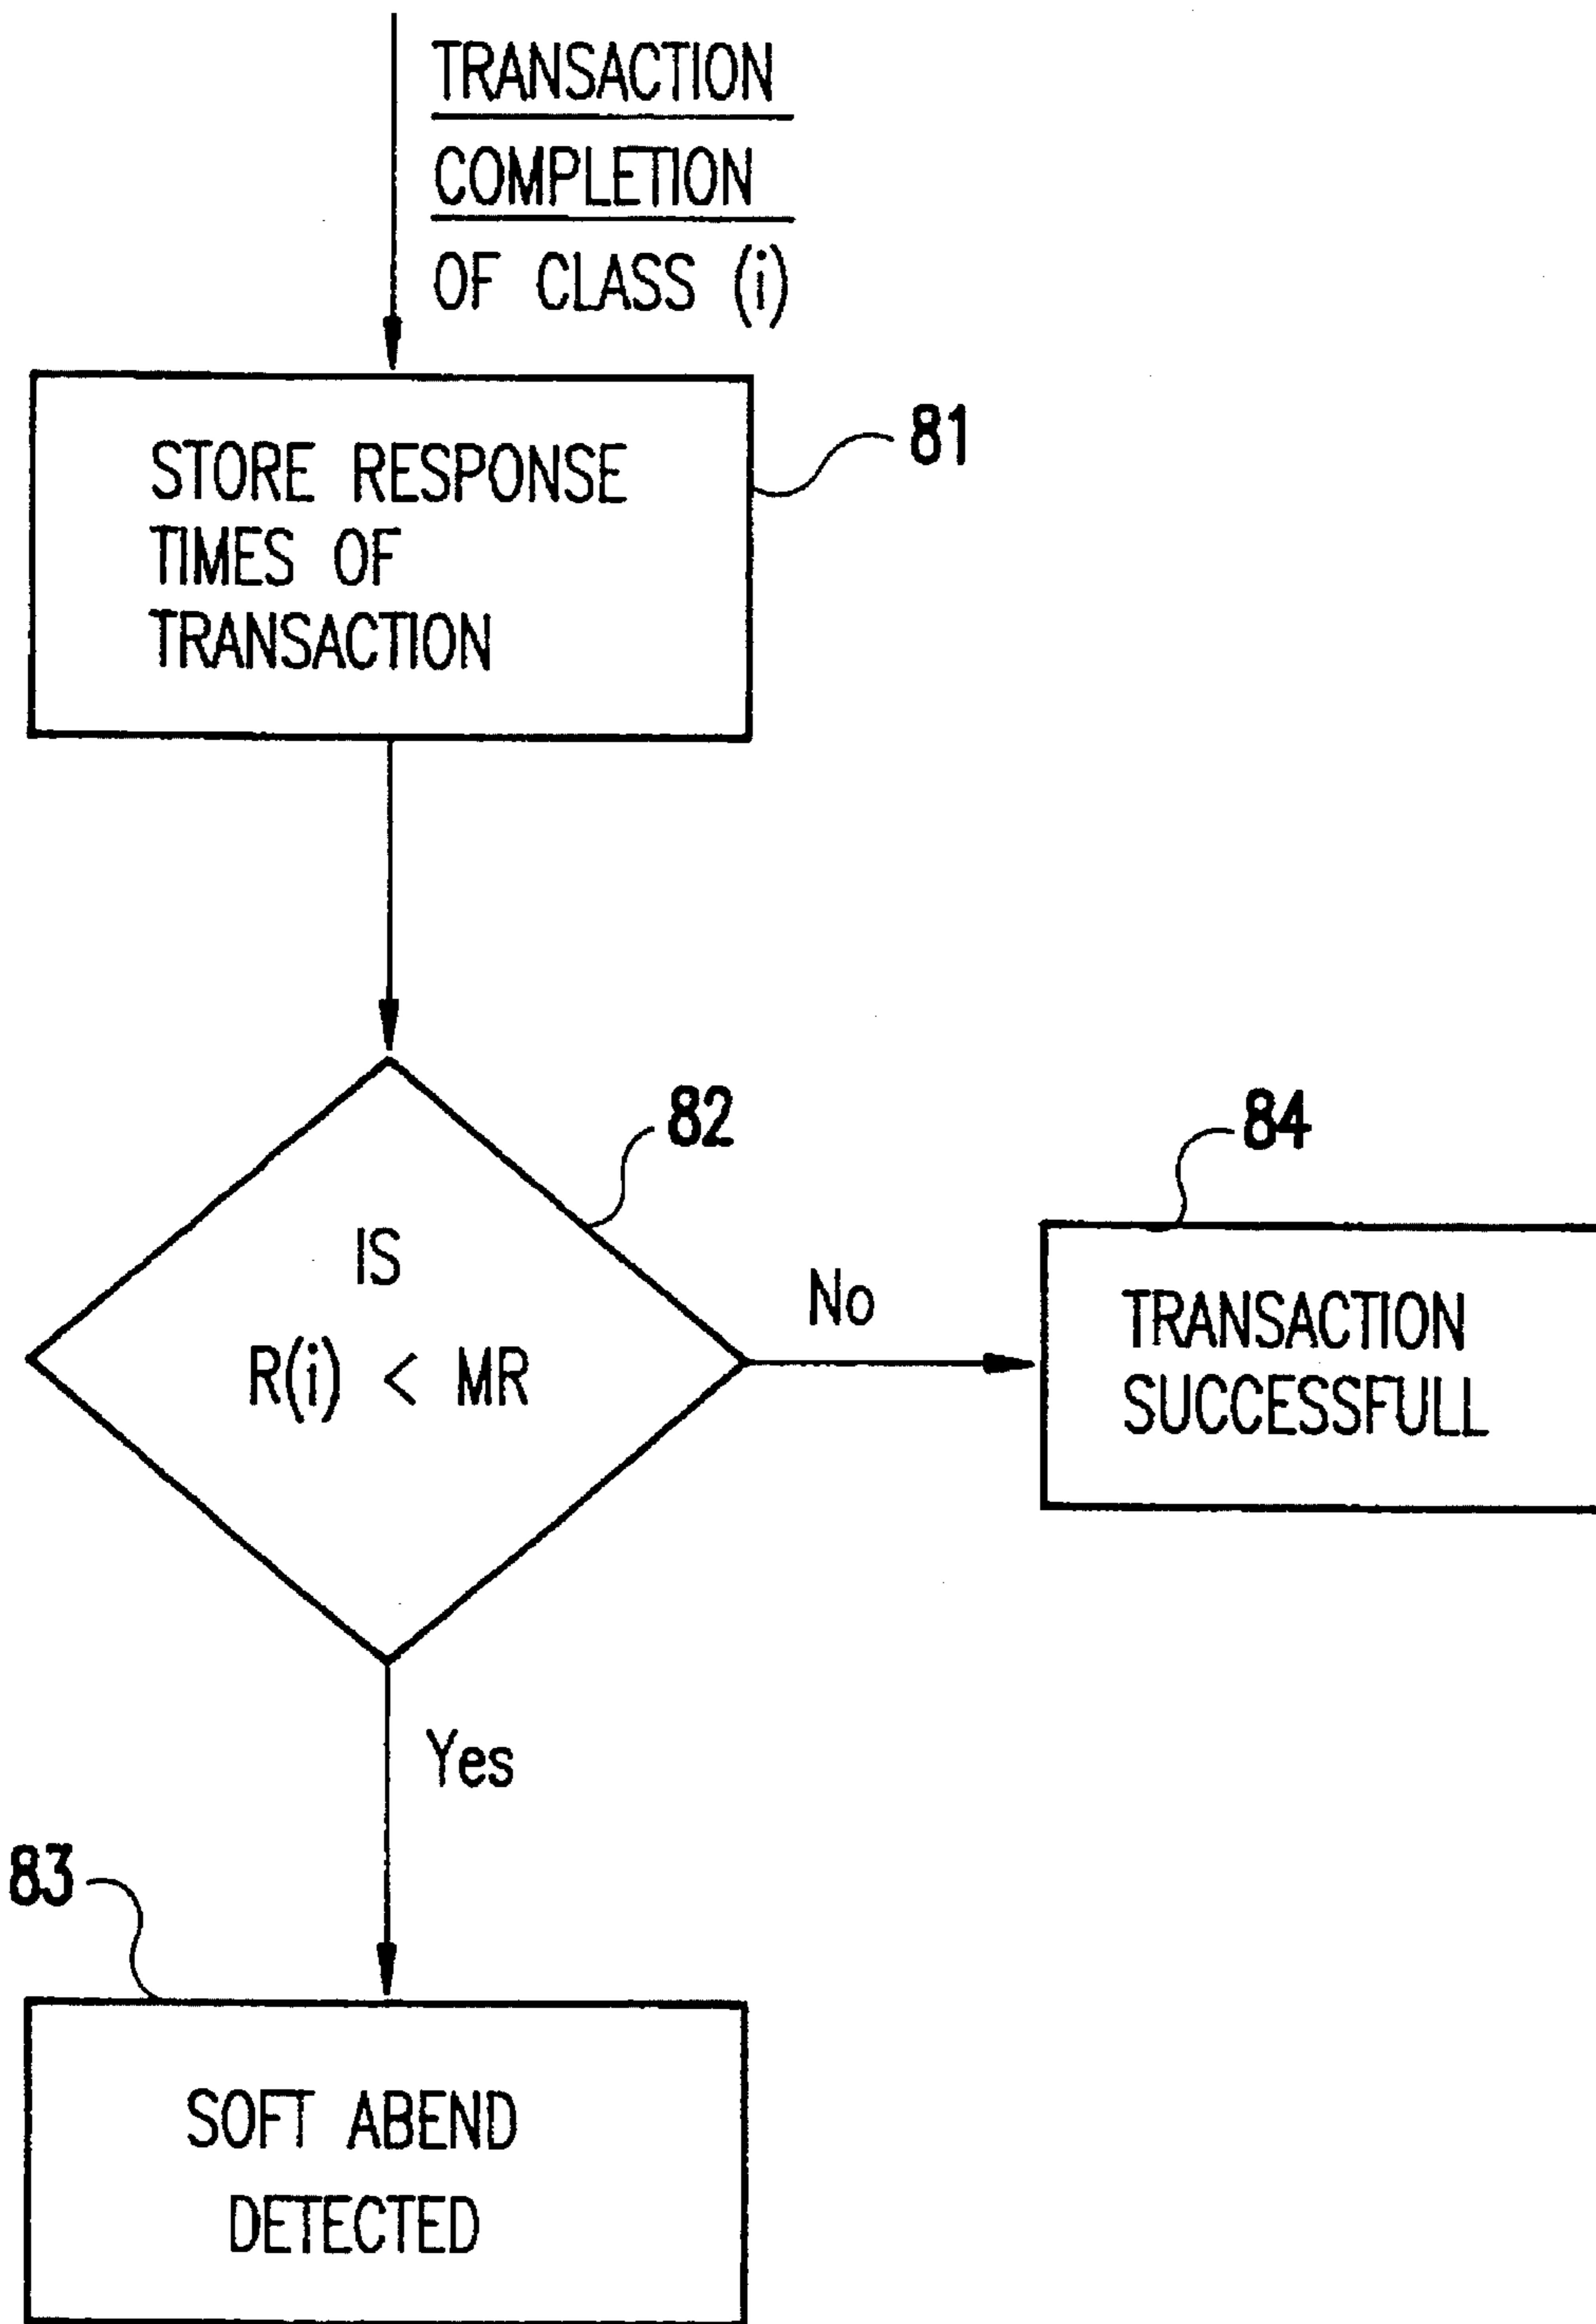 TRANSACTION
COMPLETION
OF CLASS (i)
STORE RESPONSE
TIMES OF
TRANSACTION
81
82
IS
R(i) < MR
No
84
TRANSACTION
SUCCESSFULL
Yes
83
SOFT ABEND
DETECTED